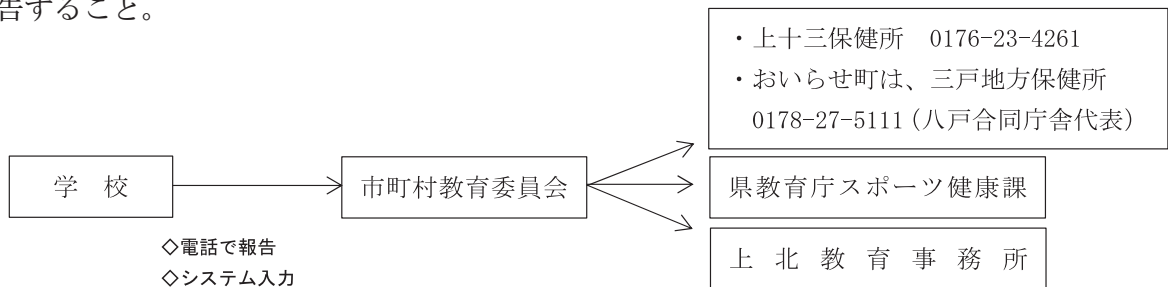 告すること。
・上十三保健所　0176-23-4261
・おいらせ町は、三戸地方保健所
0178-27-5111（八戸合同庁舎代表）
学　校
市町村教育委員会
県教育庁スポーツ健康課
◇電話で報告
◇システム入力
上　北　教　育　事　務　所